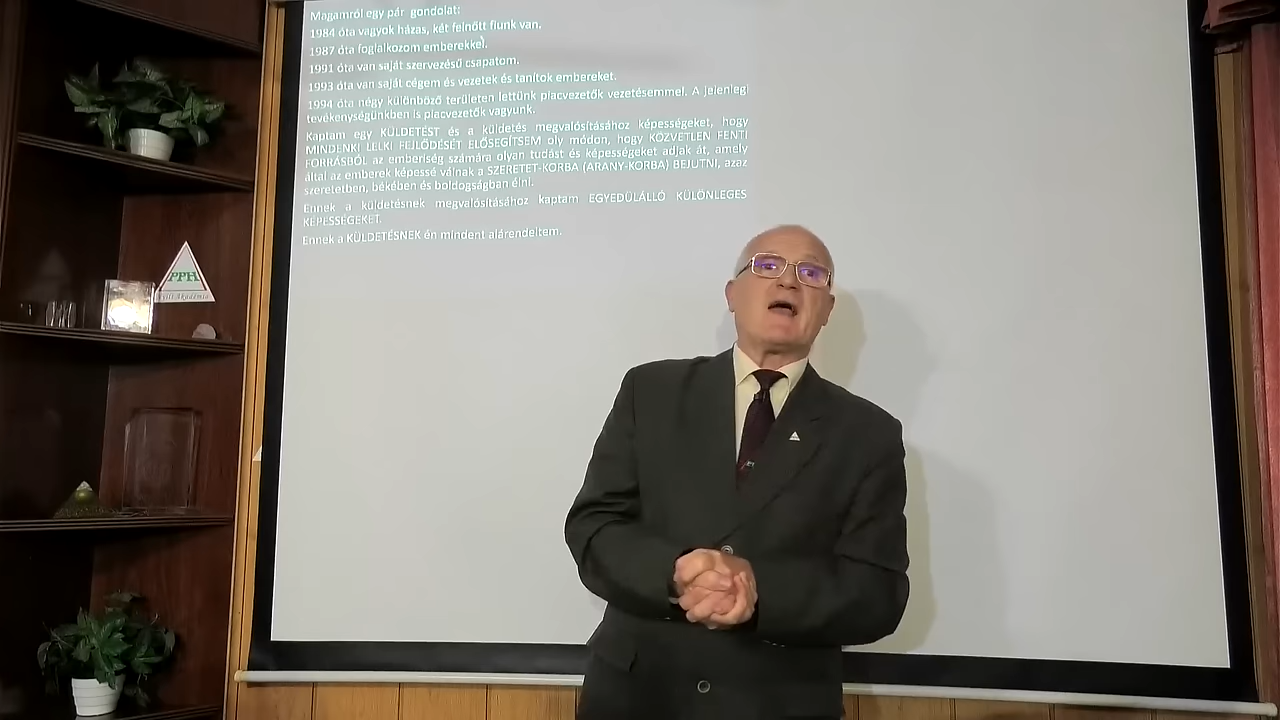 Magamról egy pár gondolat:
1984 óta vagyok házas, két felnőtt fiunk van.
1987 óta foglalkozom emberekkel.
1991 óta van saját szervezésű csapatom.
1993 óta van saját cégem és vezetek és tanítok embereket.
1994 óta négy különböző területen lettünk piacvezetők vezetésemmel. A jelenlegi
tevékenységünkben is piacvezetők vagyunk.
Kaptam egy KÜLDETÉST és a küldetés megvalósításához képességeket, hogy
MINDENKI LELKI FEJLŐDÉSÉT ELŐSEGÍTSEM oly módon, hogy KÖZVETLEN FENTI
FORRÁSBÓL az emberiség számára olyan tudást és képességeket adjak át, amely
által az emberek képessé válnak a SZERETET-KORBA (ARANY-KORBA) BEJUTNI, azaz
szeretetben, békében és boldogságban élni.
Ennek a küldetésnek megvalósításához kaptam EGYEDÜLÁLLÓ KÜLÖNLEGES
KÉPESSÉGEKET.
Ennek a KÜLDETÉSNEK én mindent alárendeltem.
PPH
Nyílt Akadémia